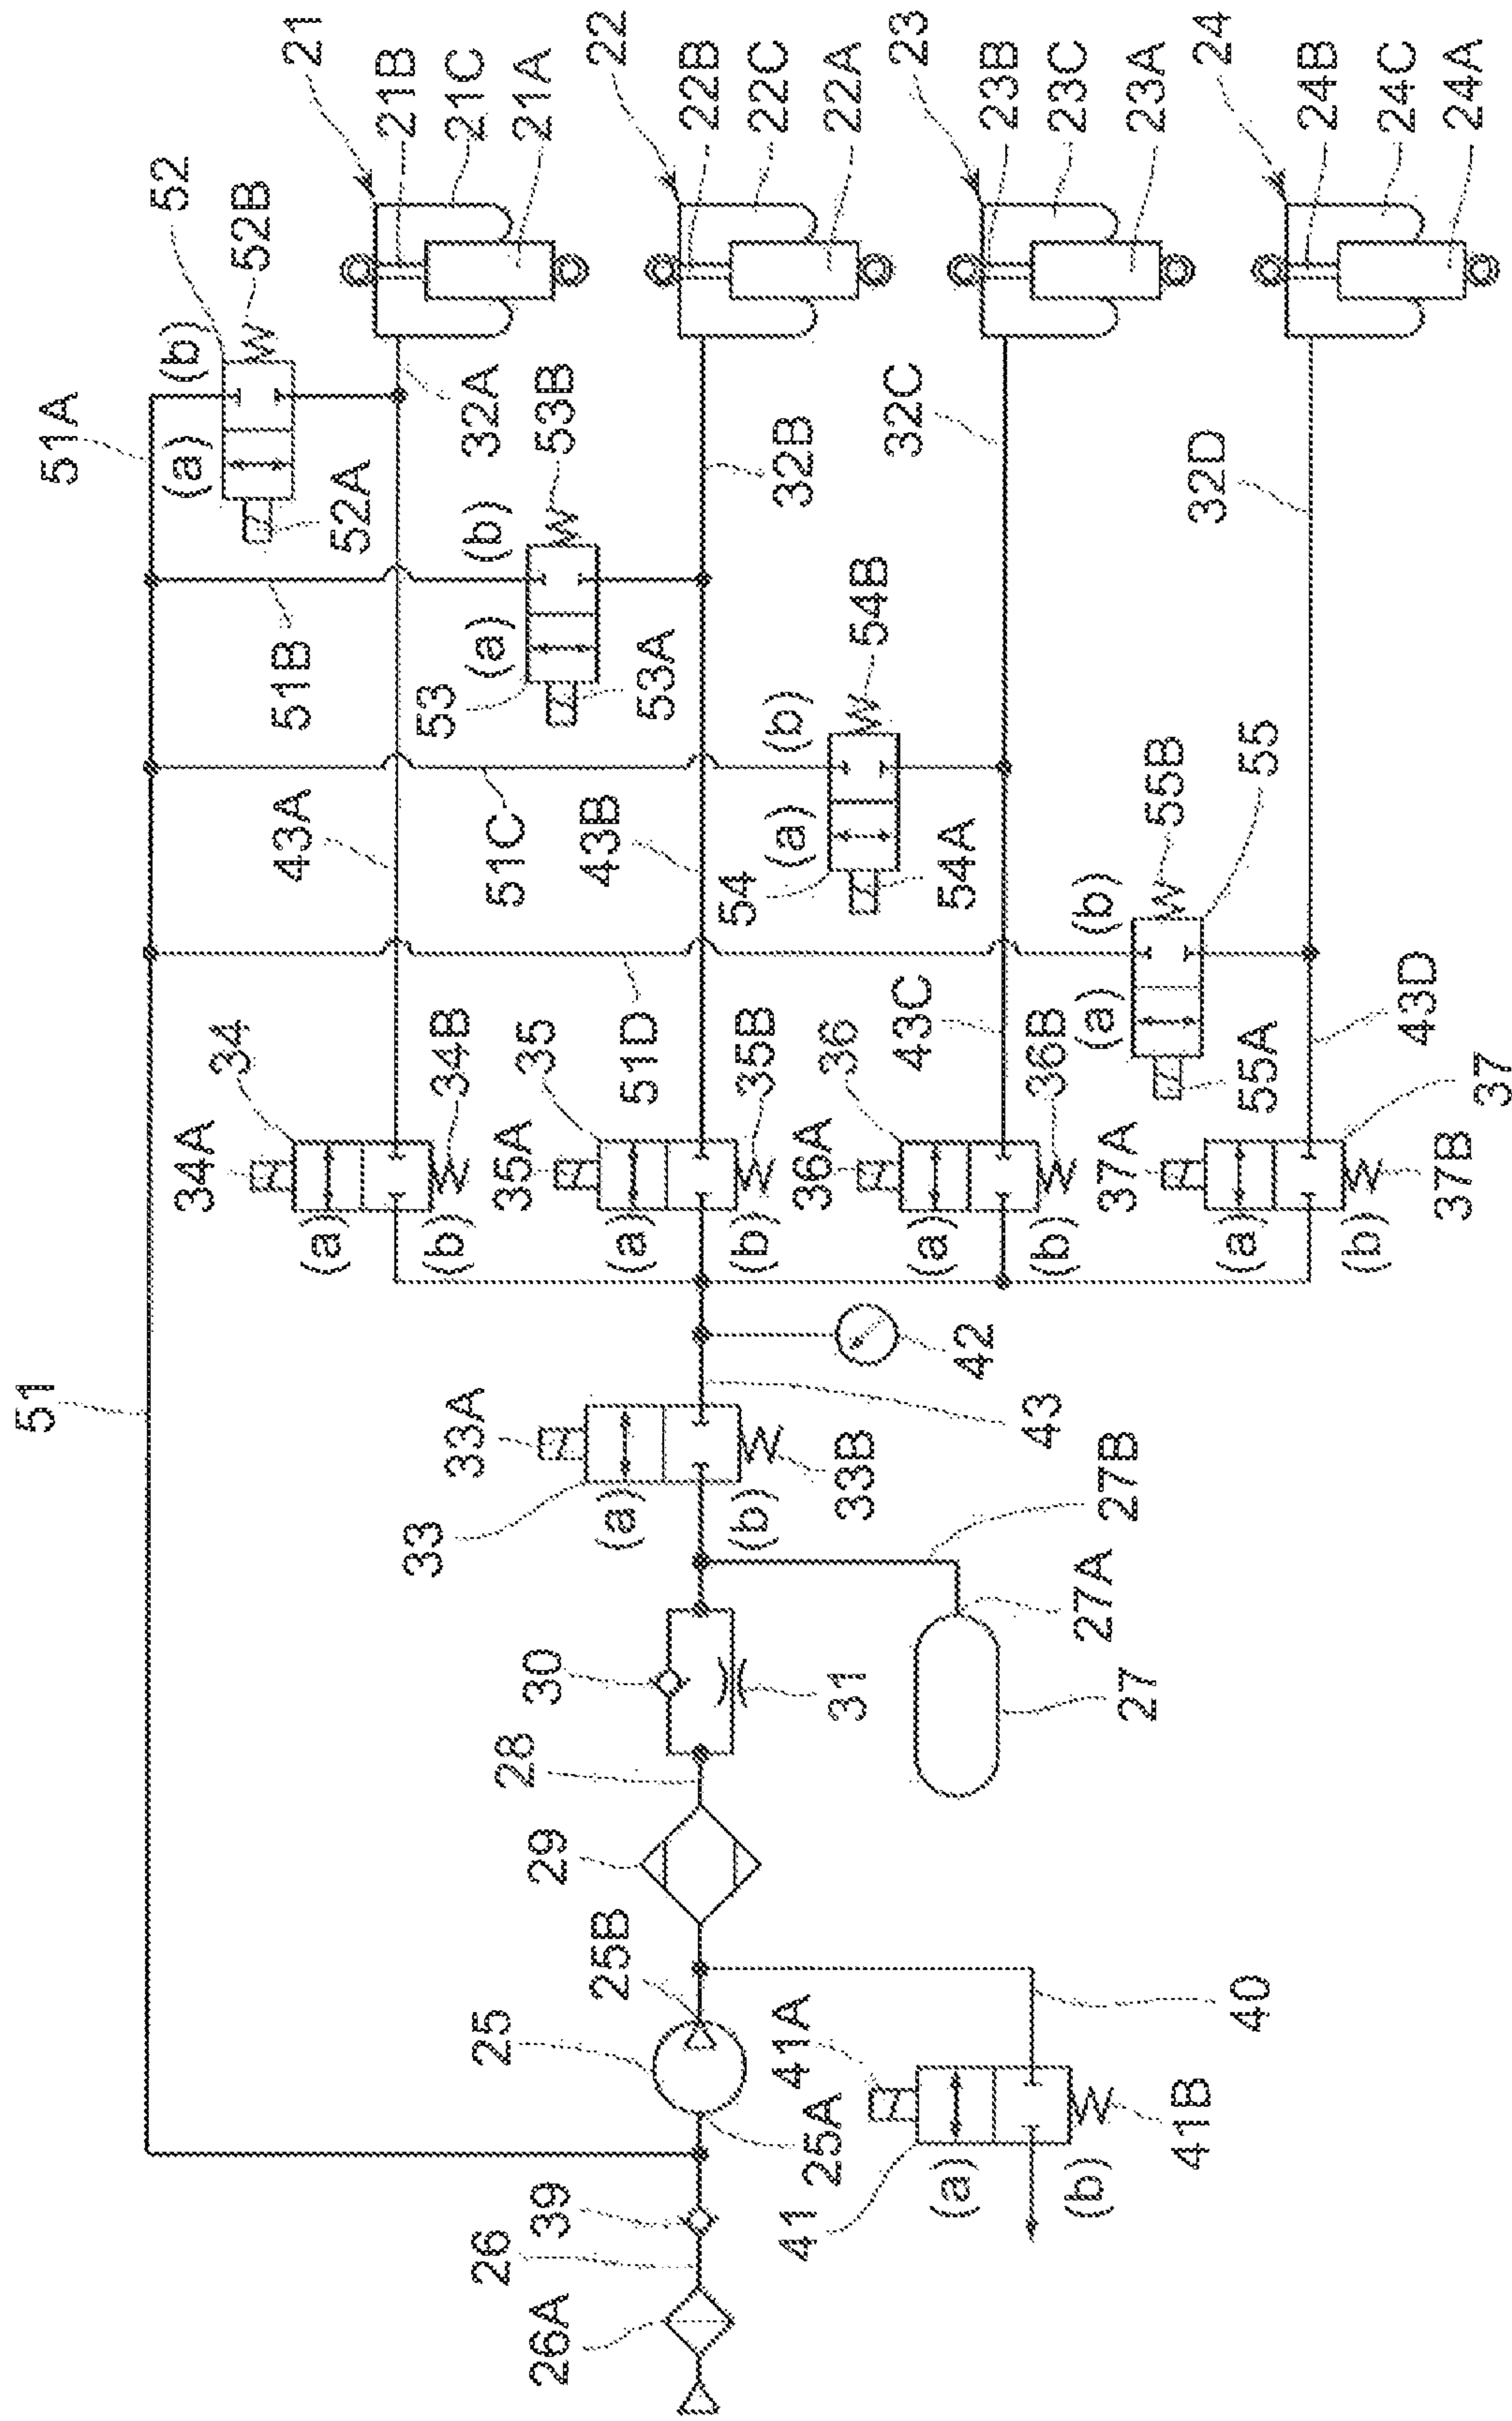 51
51A
52
52B
(b)
(a)
52A
21
21B
21C
21A
32A
43A
51B
53
53B
(b)
(a)
53A
22
22B
22C
22A
32B
43B
51C
54
54B
(b)
(a)
54A
23
23B
23C
23A
32C
43C
51D
55
55B
(b)
(a)
55A
24
24B
24C
24A
32D
43D
34
34A
34B
(a)
(b)
35
35A
35B
(a)
(b)
36
36A
36B
(a)
(b)
37
37A
37B
(a)
(b)
42
43
33
33A
33B
(a)
(b)
27B
27A
27
30
31
28
29
25B
25
25A
40
41A
41
41B
(a)
(b)
39
26
26A